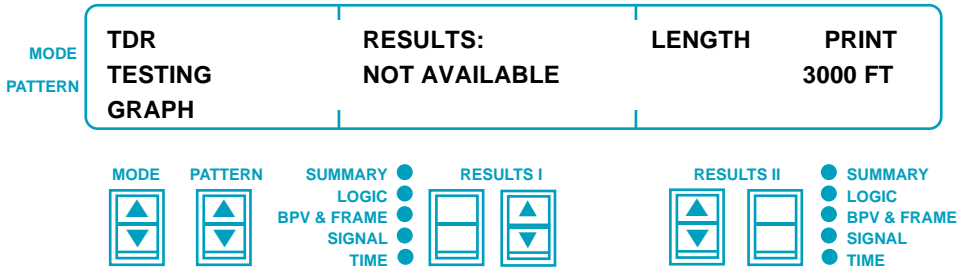 TDR RESULTS: LENGTH PRINT
MODE
TESTING NOT AVAILABLE 3000 FT
PATTERN
GRAPH
MODE PATTERN SUMMARY RESULTS I RESULTS II SUMMARY
LOGIC LOGIC
BPV & FRAME BPV & FRAME
SIGNAL SIGNAL
TIME TIME